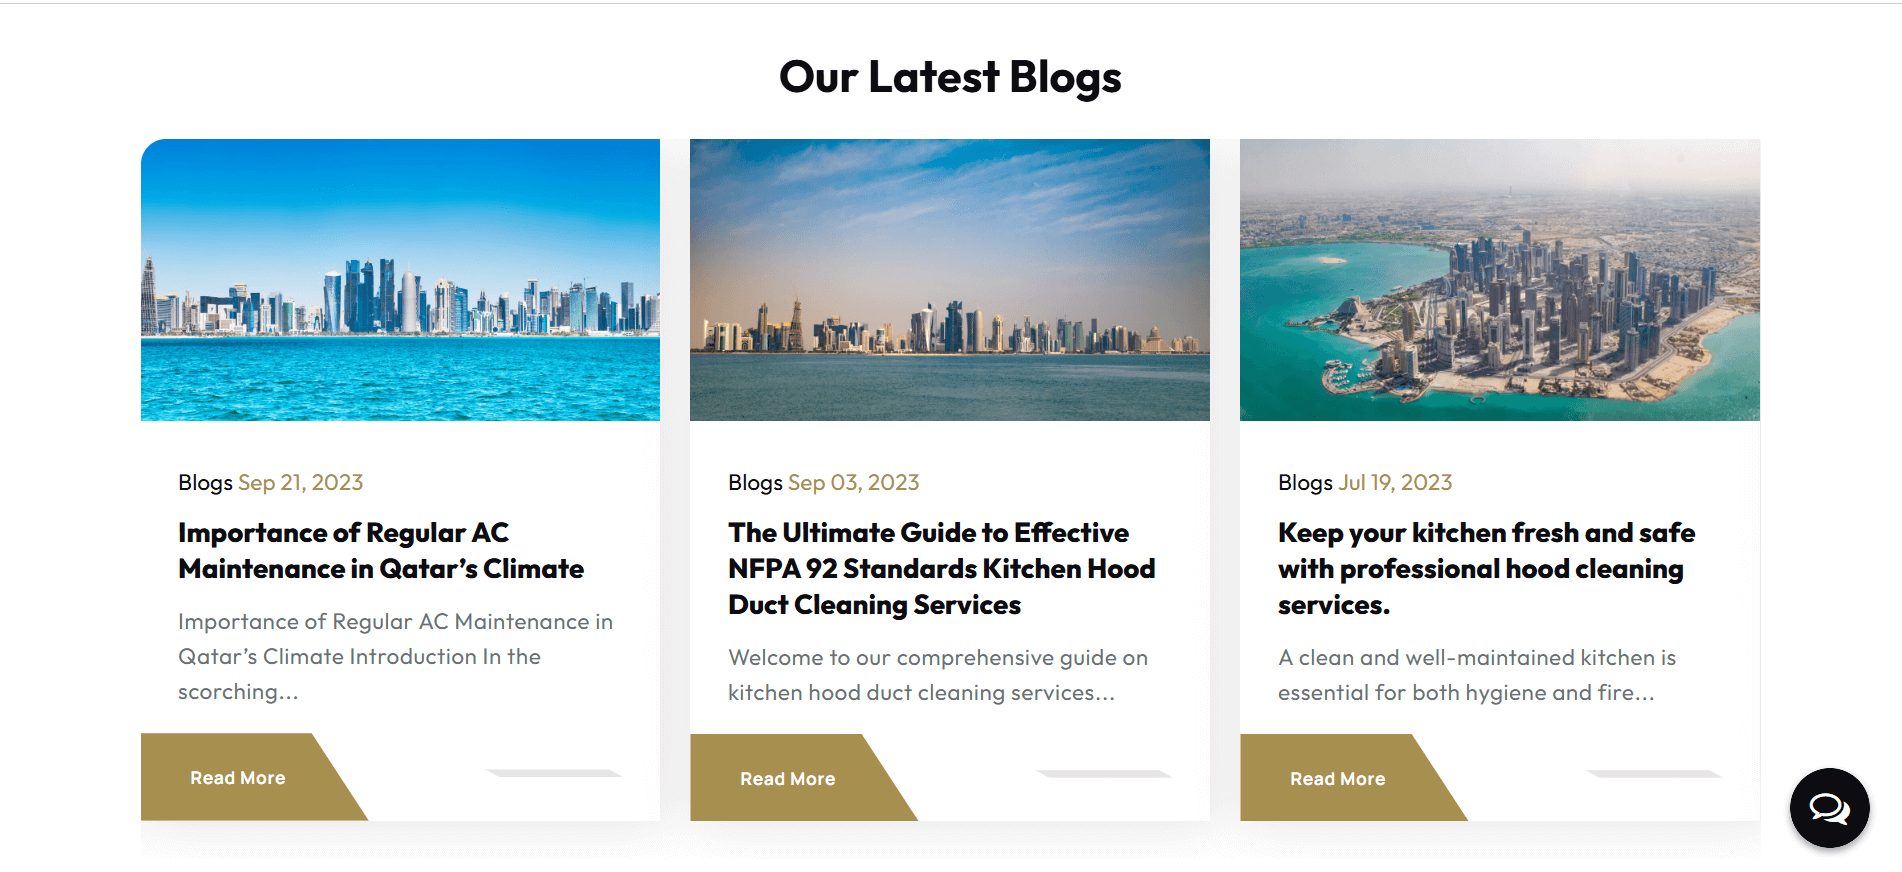 Our Latest Blogs
Blogs Sep 21, 2023
Importance of Regular AC
Maintenance in Qatar’s Climate
Importance of Regular AC Maintenance in
Qatar’s Climate Introduction In the
scorching...
Read More
Blogs Sep 03, 2023
The Ultimate Guide to Effective
NFPA 92 Standards Kitchen Hood
Duct Cleaning Services
Welcome to our comprehensive guide on
kitchen hood duct cleaning services...
Read More
Blogs Jul 19, 2023
Keep your kitchen fresh and safe
with professional hood cleaning
services.
A clean and well-maintained kitchen is
essential for both hygiene and fire...
Read More